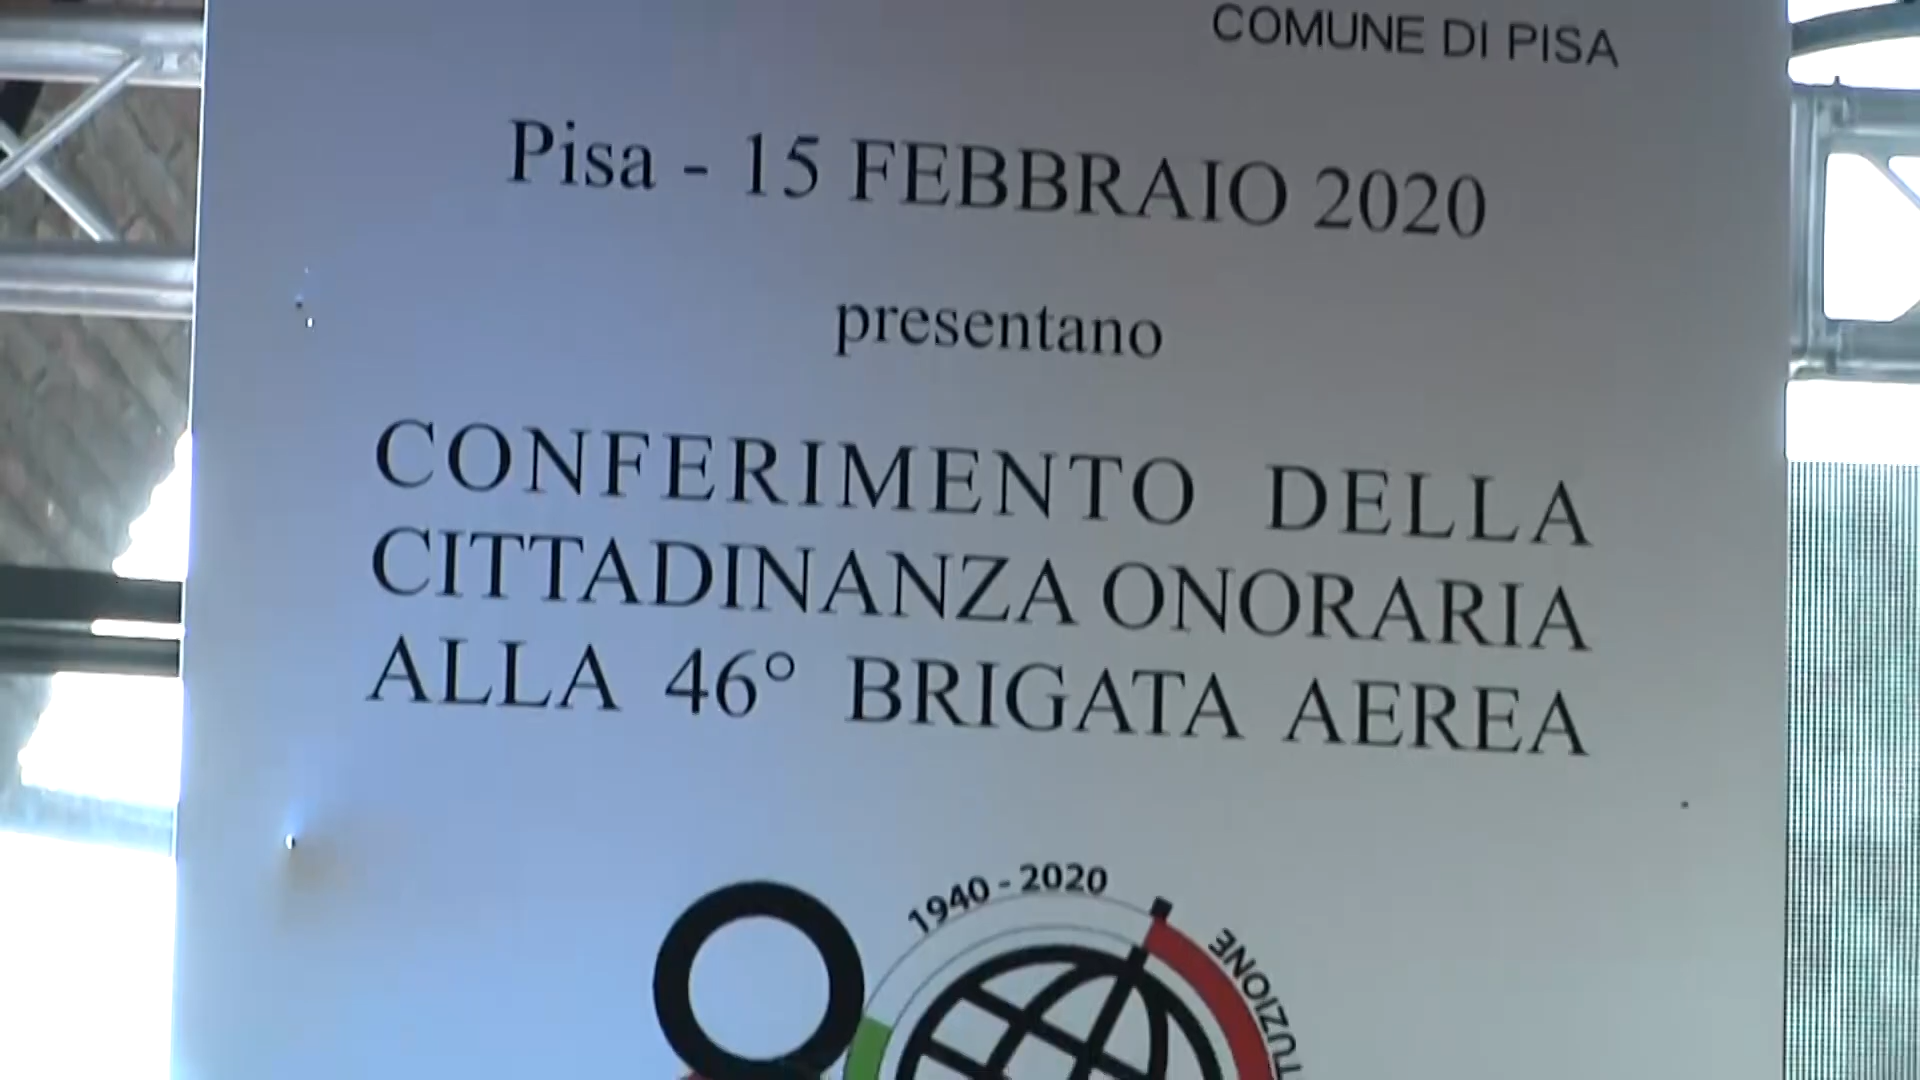 COMUNE DI PISA
Pisa - 15 FEBBRAIO 2020
presentano
CONFERIMENTO DELLA
CITTADINANZA ONORARIA
ALLA 46° BRIGATA AEREA
1940 - 2020